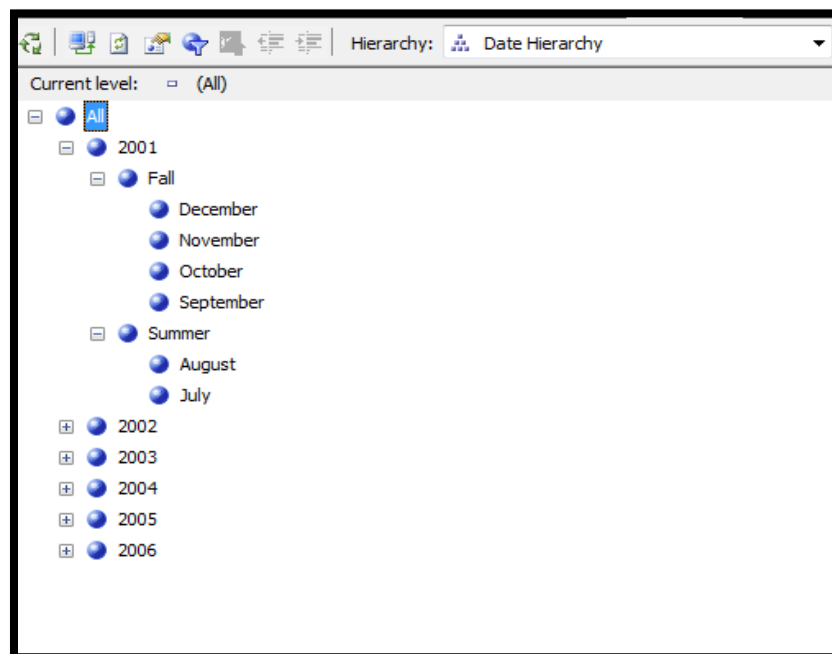 Hierarchy: Date Hierarchy
Current level: (All)
All
2001
Fall
December
November
October
September
Summer
August
July
2002
2003
2004
2005
2006